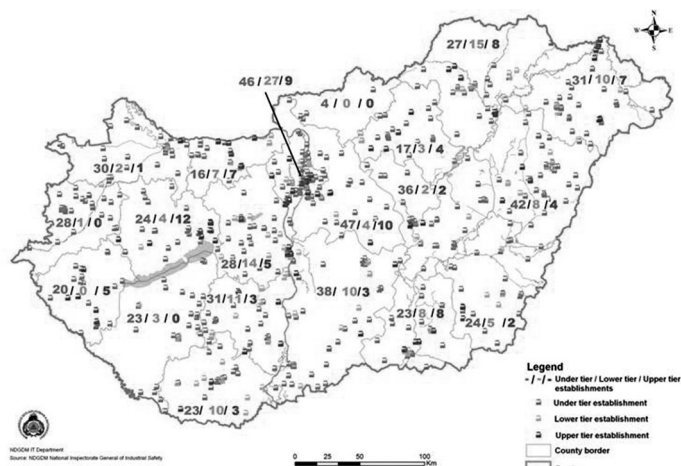 N
W E
S
27/15/8
31/10/7
46/27/9
4/0/0
17/3/4
30/2/1
16/7/7
36/2/2
42/8/4
28/1/0
24/4/12
47/4/10
28/14/5
20/0/5
38/10/3
31/11/3
23/3/0
23/8/8
24/5/2
23/10/3
Legend
-/-/- Under tier / Lower tier / Upper tier
establishments
Under tier establishment
Lower tier establishment
Upper tier establishment
County border
NDGDM IT Department
Source: NDGDM National Inspectorate General of Industrial Safety
0 25 50 100
Km